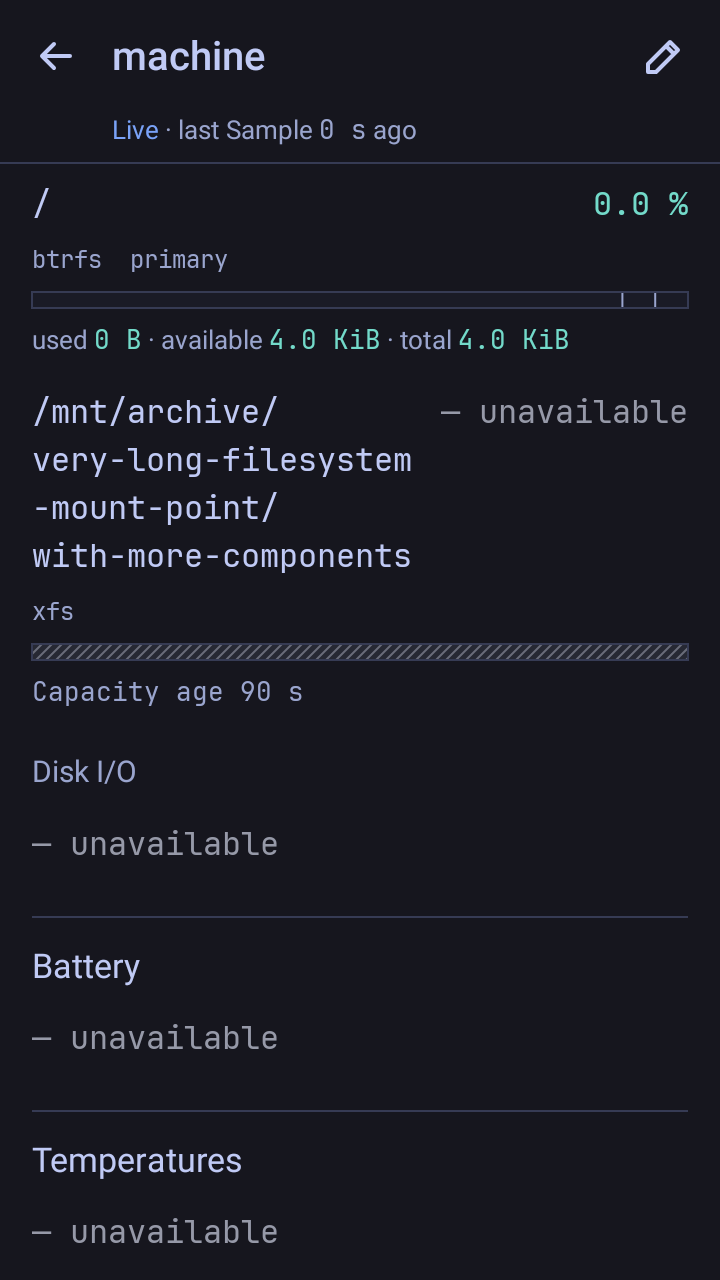 machine
Live · last Sample 0 s ago
/ 0.0 %
btrfs primary
used 0 B · available 4.0 KiB · total 4.0 KiB
/mnt/archive/ — unavailable
very-long-filesystem
-mount-point/
with-more-components
xfs
Capacity age 90 s
Disk I/O
— unavailable
Battery
— unavailable
Temperatures
— unavailable